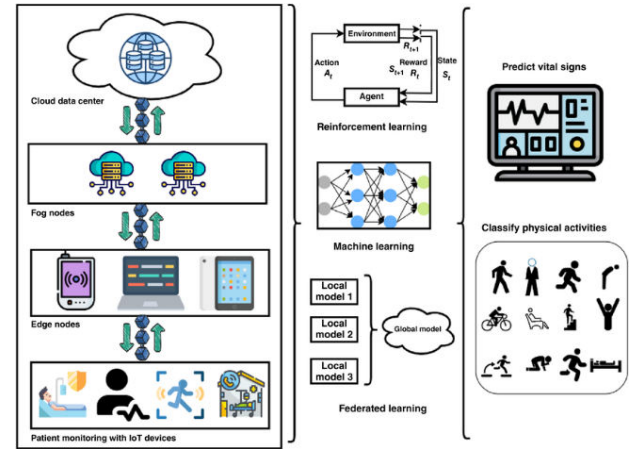 Cloud data center
Fog nodes
Edge nodes
Patient monitoring with IoT devices
Environment
Action
A_t
R_{t+1}
S_{t+1}
Reward
R_t
State
S_t
Agent
Reinforcement learning
Machine learning
Local
model 1
Local
model 2
Local
model 3
Global model
Federated learning
Predict vital signs
Classify physical activities